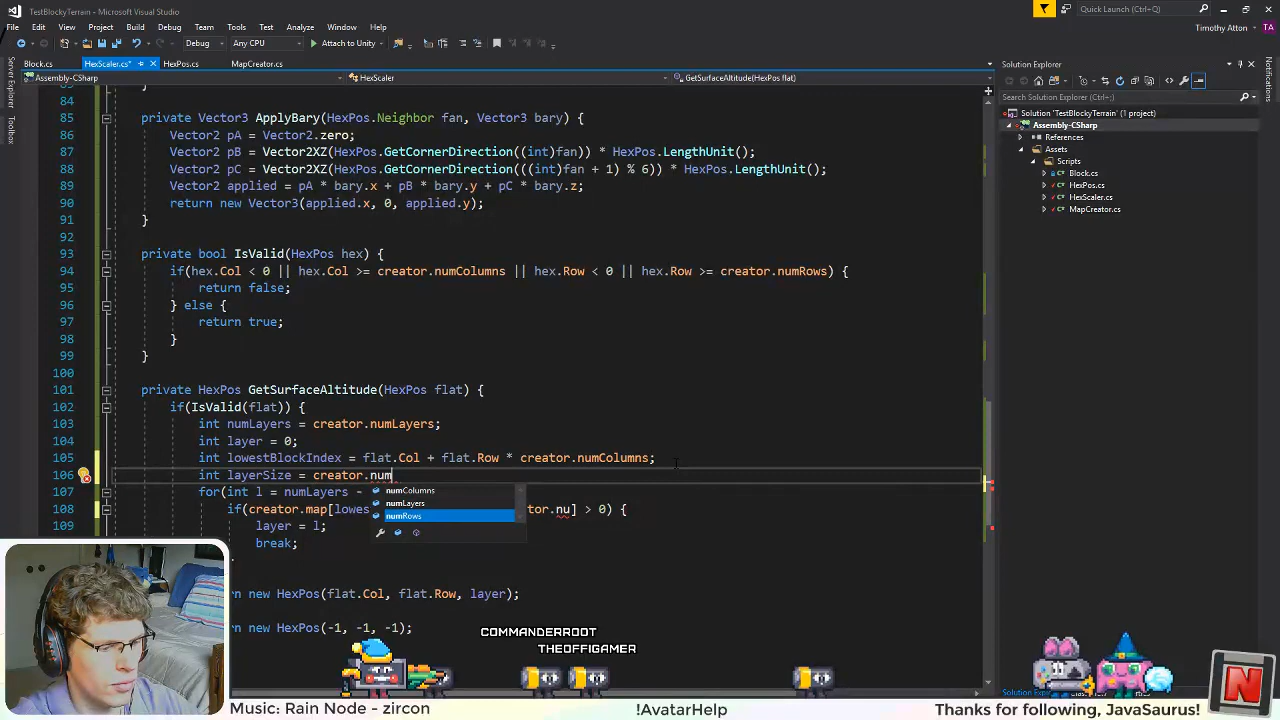 TestBlockyTerrain - Microsoft Visual Studio
Quick Launch (Ctrl+Q)
File Edit View Project Build Debug Team Tools Test Analyze Window Help
Timothy Atton TA
Debug Any CPU Attach to Unity
Block.cs HexScaler.cs* HexPos.cs MapCreator.cs
Assembly-CSharp HexScaler GetSurfaceAltitude(HexPos flat)
Server Explorer
Toolbox
84
85 private Vector3 ApplyBary(HexPos.Neighbor fan, Vector3 bary) {
86 Vector2 pA = Vector2.zero;
87 Vector2 pB = Vector2XZ(HexPos.GetCornerDirection((int)fan)) * HexPos.LengthUnit();
88 Vector2 pC = Vector2XZ(HexPos.GetCornerDirection(((int)fan + 1) % 6)) * HexPos.LengthUnit();
89 Vector2 applied = pA * bary.x + pB * bary.y + pC * bary.z;
90 return new Vector3(applied.x, 0, applied.y);
91 }
92
93 private bool IsValid(HexPos hex) {
94 if(hex.Col < 0 || hex.Col >= creator.numColumns || hex.Row < 0 || hex.Row >= creator.numRows) {
95 return false;
96 } else {
97 return true;
98 }
99 }
100
101 private HexPos GetSurfaceAltitude(HexPos flat) {
102 if(IsValid(flat)) {
103 int numLayers = creator.numLayers;
104 int layer = 0;
105 int lowestBlockIndex = flat.Col + flat.Row * creator.numColumns;
106 int layerSize = creator.num
107 for(int l = numLayers -
numColumns
numLayers
numRows
108 if(creator.map[lowes tor.nu] > 0) {
109 layer = l;
break;
n new HexPos(flat.Col, flat.Row, layer);
rn new HexPos(-1, -1, -1);
Solution Explorer
Search Solution Explorer (Ctrl+;)
Solution 'TestBlockyTerrain' (1 project)
Assembly-CSharp
References
Assets
Scripts
Block.cs
HexPos.cs
HexScaler.cs
MapCreator.cs
Notifications
COMMANDERROOT
THEOFFIGAMER
Solution Explorer
N
Music: Rain Node - zircon
!AvatarHelp
Thanks for following, JavaSaurus!